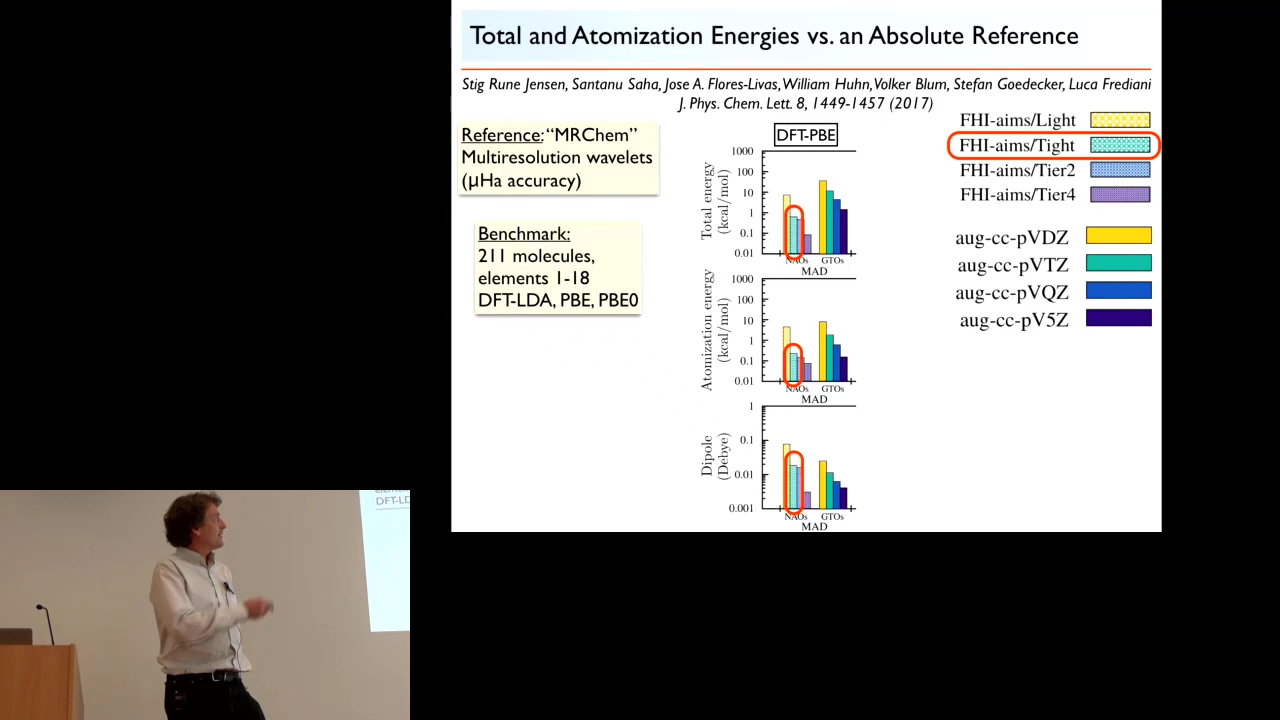 Total and Atomization Energies vs. an Absolute Reference
Stig Rune Jensen, Santanu Saha, Jose A. Flores-Livas, William Huhn, Volker Blum, Stefan Goedecker, Luca Frediani
J. Phys. Chem. Lett. 8, 1449-1457 (2017)
Reference: "MRChem"
Multiresolution wavelets
(μHa accuracy)
Benchmark:
211 molecules,
elements 1-18
DFT-LDA, PBE, PBE0
DFT-PBE
Total energy
(kcal/mol)
1000
100
10
1
0.1
0.01
NAOs GTOs
MAD
Atomization energy
(kcal/mol)
1000
100
10
1
0.1
0.01
NAOs GTOs
MAD
Dipole
(Debye)
1
0.1
0.01
0.001
NAOs GTOs
MAD
FHI-aims/Light
FHI-aims/Tight
FHI-aims/Tier2
FHI-aims/Tier4
aug-cc-pVDZ
aug-cc-pVTZ
aug-cc-pVQZ
aug-cc-pV5Z
DFT-LD